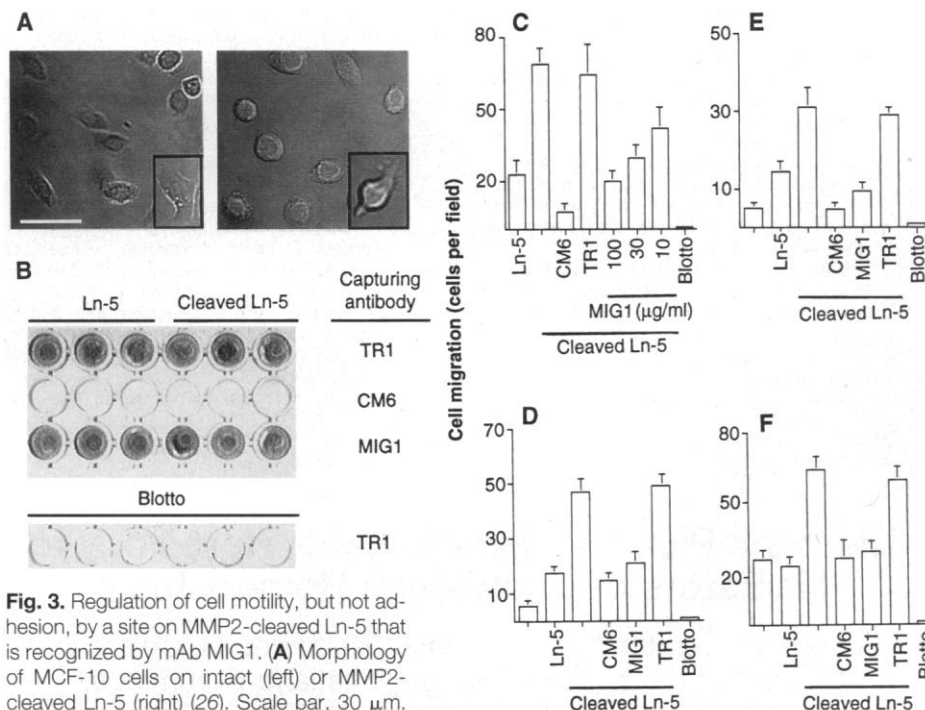 A
B
Ln-5 Cleaved Ln-5
Capturing
antibody
TR1
CM6
MIG1
Blotto
TR1
Fig. 3. Regulation of cell motility, but not ad-
hesion, by a site on MMP2-cleaved Ln-5 that
is recognized by mAb MIG1. (A) Morphology
of MCF-10 cells on intact (left) or MMP2-
cleaved Ln-5 (right) (26). Scale bar, 30 μm.
Cell migration (cells per field)
C
80
50
20
Ln-5
CM6
TR1
100
30
10
Blotto
MIG1 (μg/ml)
Cleaved Ln-5
E
50
30
10
Ln-5
CM6
MIG1
TR1
Blotto
Cleaved Ln-5
D
70
50
30
10
Ln-5
CM6
MIG1
TR1
Blotto
Cleaved Ln-5
F
80
50
20
Ln-5
CM6
MIG1
TR1
Cleaved Ln-5